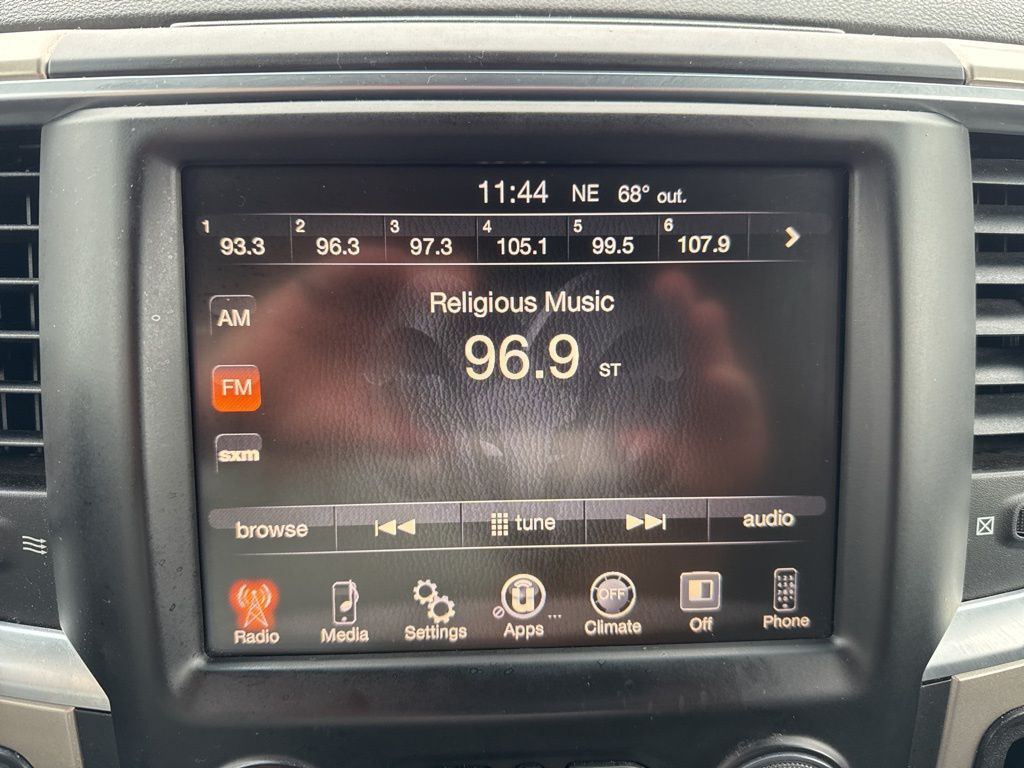 11:44 NE 68° out.
1 2 3 4 5 6
93.3 96.3 97.3 105.1 99.5 107.9
Religious Music
AM
96.9 ST
FM
sxm
browse tune audio
OFF
Radio Media Settings Apps ... Climate Off Phone